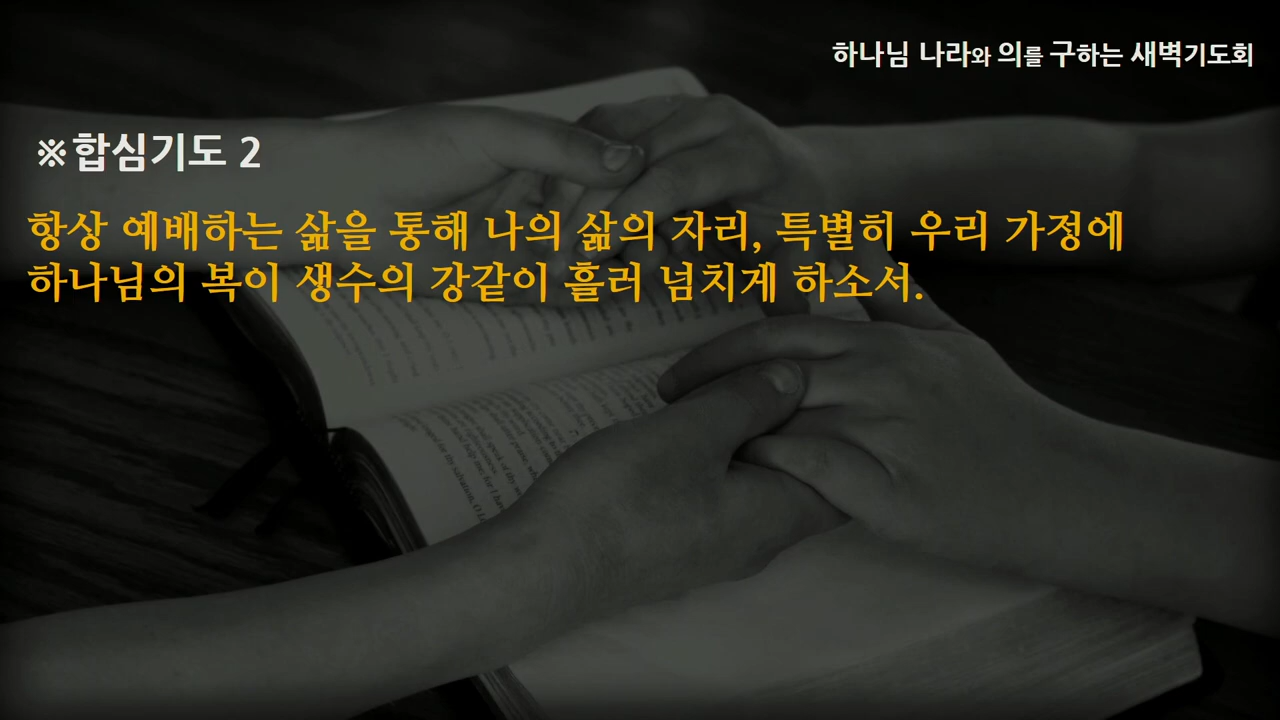 하나님 나라와 의를 구하는 새벽기도회
※합심기도 2
항상 예배하는 삶을 통해 나의 삶의 자리, 특별히 우리 가정에
하나님의 복이 생수의 강같이 흘러 넘치게 하소서.